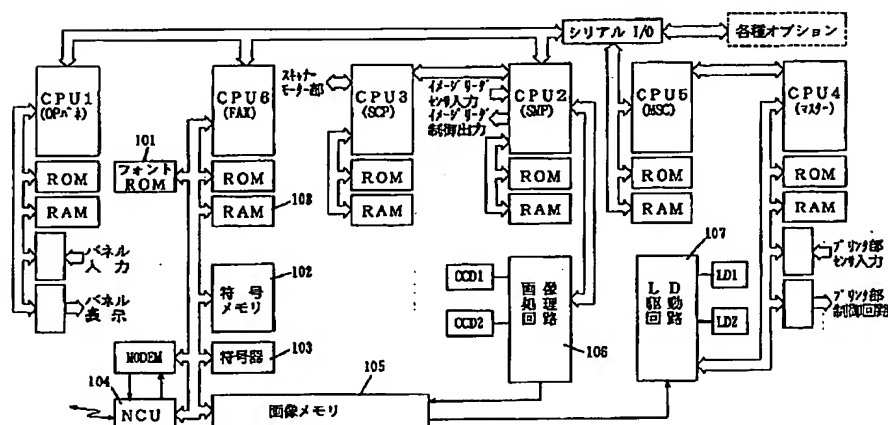 シリアル I/O
各種オプション
CPU1
(OPパネ)
CPU6
(FAX)
スキャナー
モーター部
CPU3
(SCP)
イメージリーダ
センサ入力
イメージリーダ
制御出力
CPU2
(SMP)
CPU5
(MSC)
CPU4
(マスター)
101
フォント
ROM
ROM
ROM
ROM
ROM
ROM
ROM
RAM
RAM
108
RAM
RAM
RAM
RAM
パネル
入力
パネル
表示
102
符号
メモリ
CCD1
CCD2
画像
処理
回路
106
107
LD
駆動
回路
LD1
LD2
プリンタ部
センサ入力
プリンタ部
制御回路
MODEM
符号器
103
104
NCU
105
画像メモリ